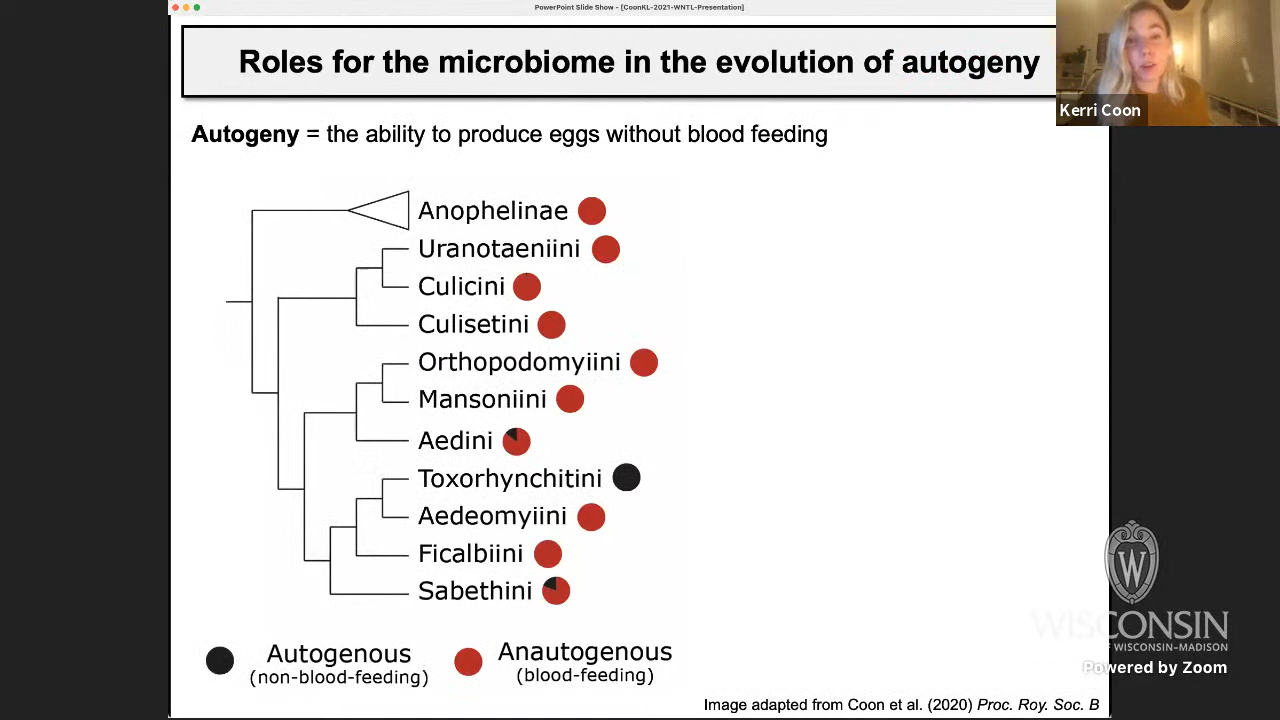 PowerPoint Slide Show - [CoonKL-2021-WNTL-Presentation]
Roles for the microbiome in the evolution of autogeny
Kerri Coon
Autogeny = the ability to produce eggs without blood feeding
Anophelinae
Uranotaeniini
Culicini
Culisetini
Orthopodomyiini
Mansoniini
Aedini
Toxorhynchitini
Aedeomyiini
Ficalbiini
Sabethini
W
WISCONSIN
OF WISCONSIN-MADISON
Powered by Zoom
Autogenous
(non-blood-feeding)
Anautogenous
(blood-feeding)
Image adapted from Coon et al. (2020) Proc. Roy. Soc. B